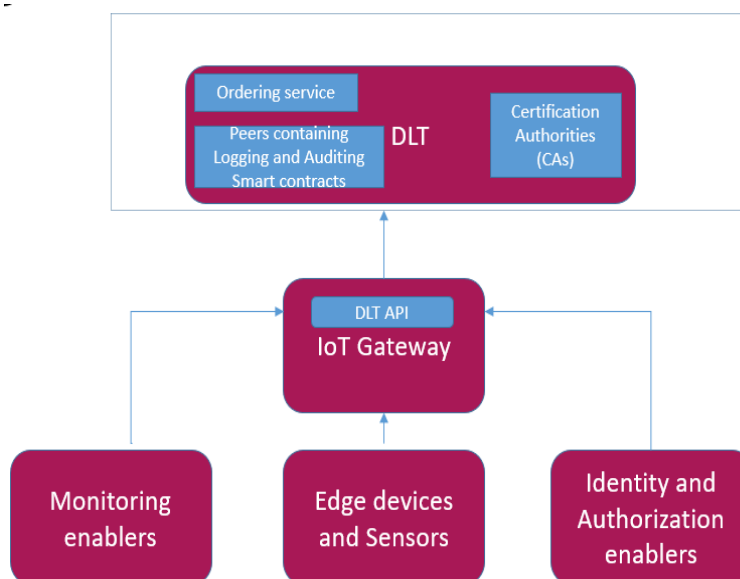 Ordering service
Peers containing
Logging and Auditing
Smart contracts
DLT
Certification
Authorities
(CAs)
DLT API
IoT Gateway
Monitoring
enablers
Edge devices
and Sensors
Identity and
Authorization
enablers